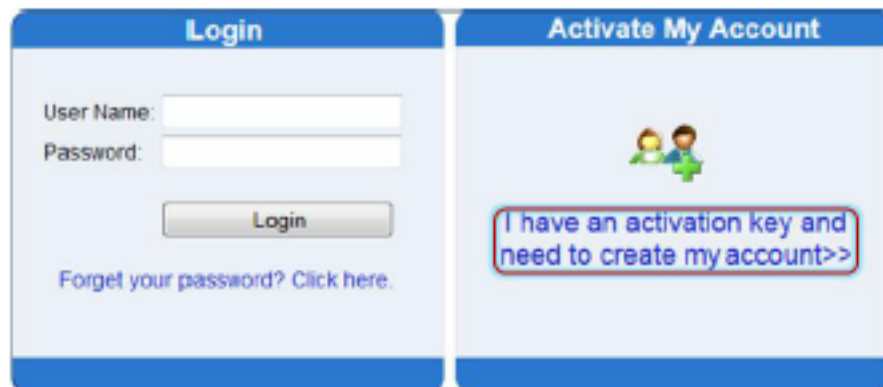 Login
User Name:
Password:
Login
Forget your password? Click here.
Activate My Account
I have an activation key and
need to create my account>>